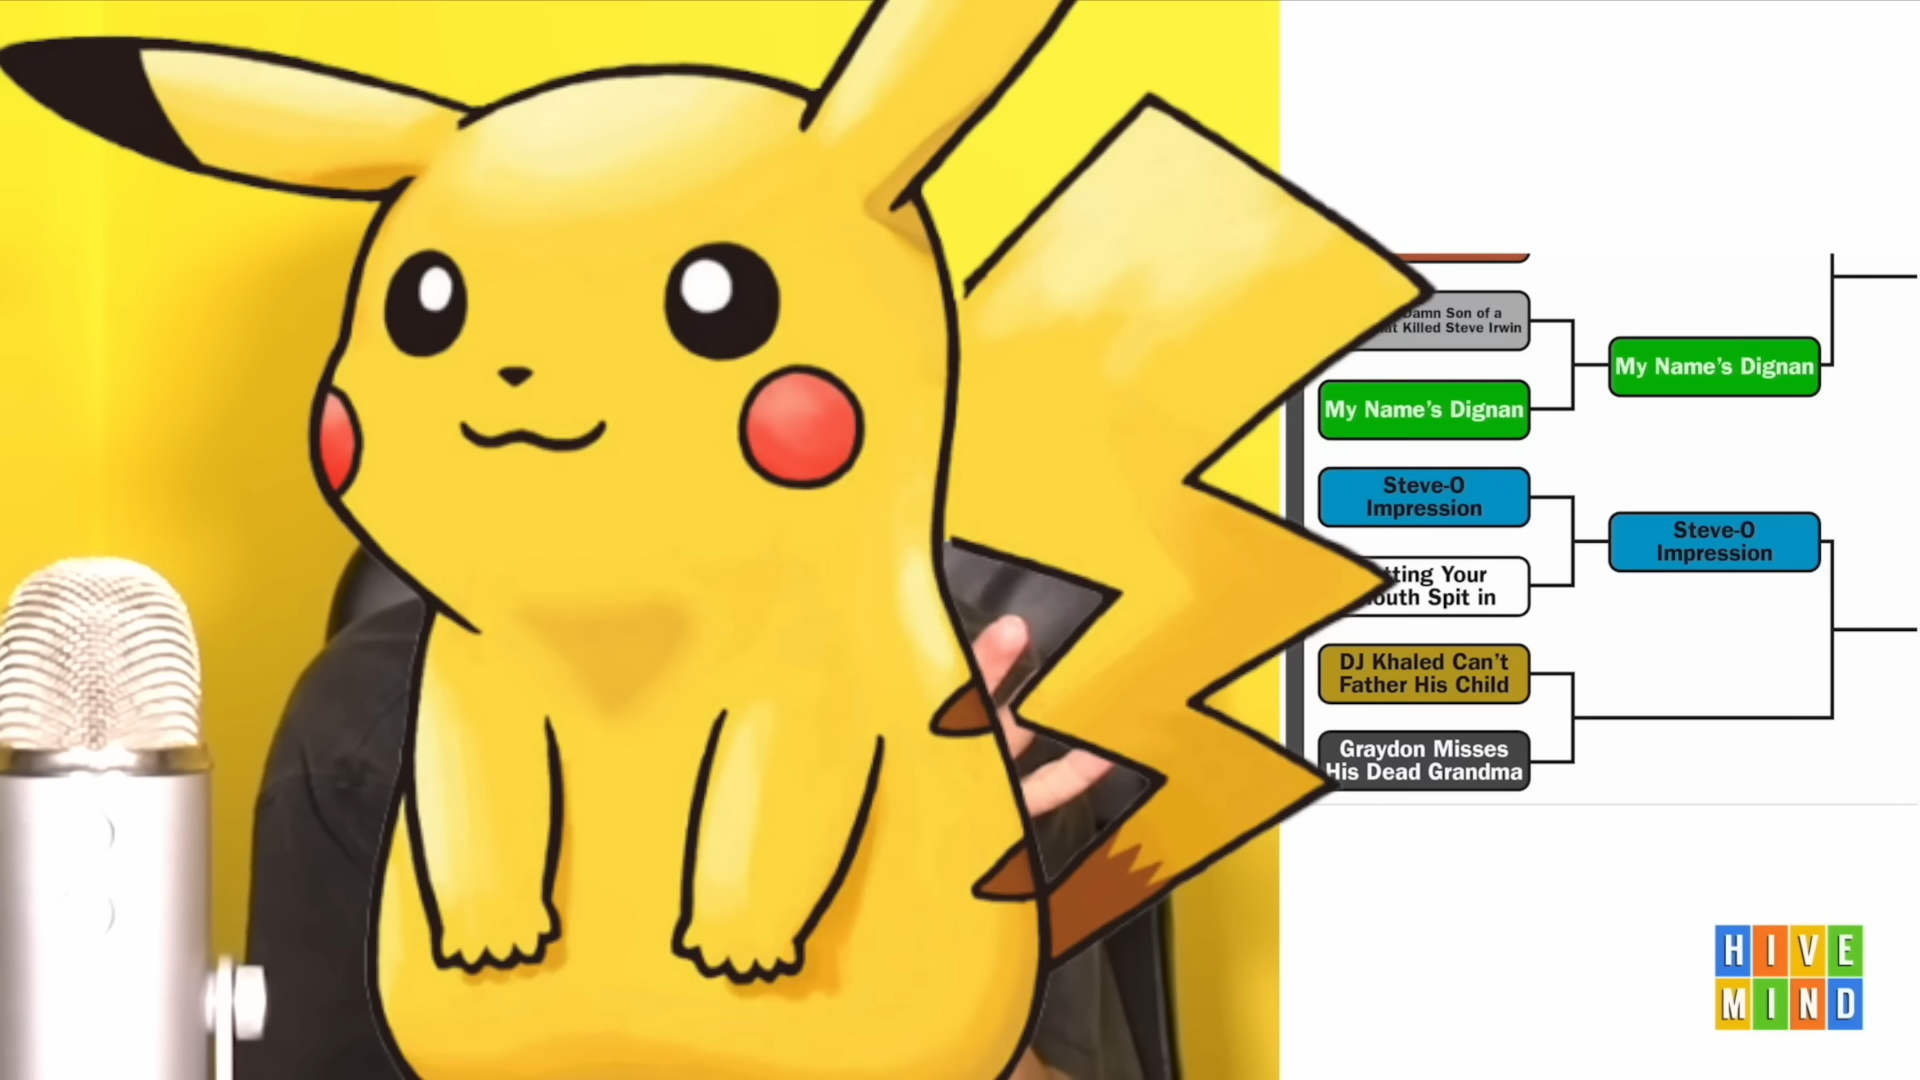 Damn Son of a
Killed Steve Irwin
My Name's Dignan
My Name's Dignan
Steve-O
Impression
Steve-O
Impression
Your
Spit in
DJ Khaled Can't
Father His Child
Graydon Misses
His Dead Grandma
HIVE
MIND